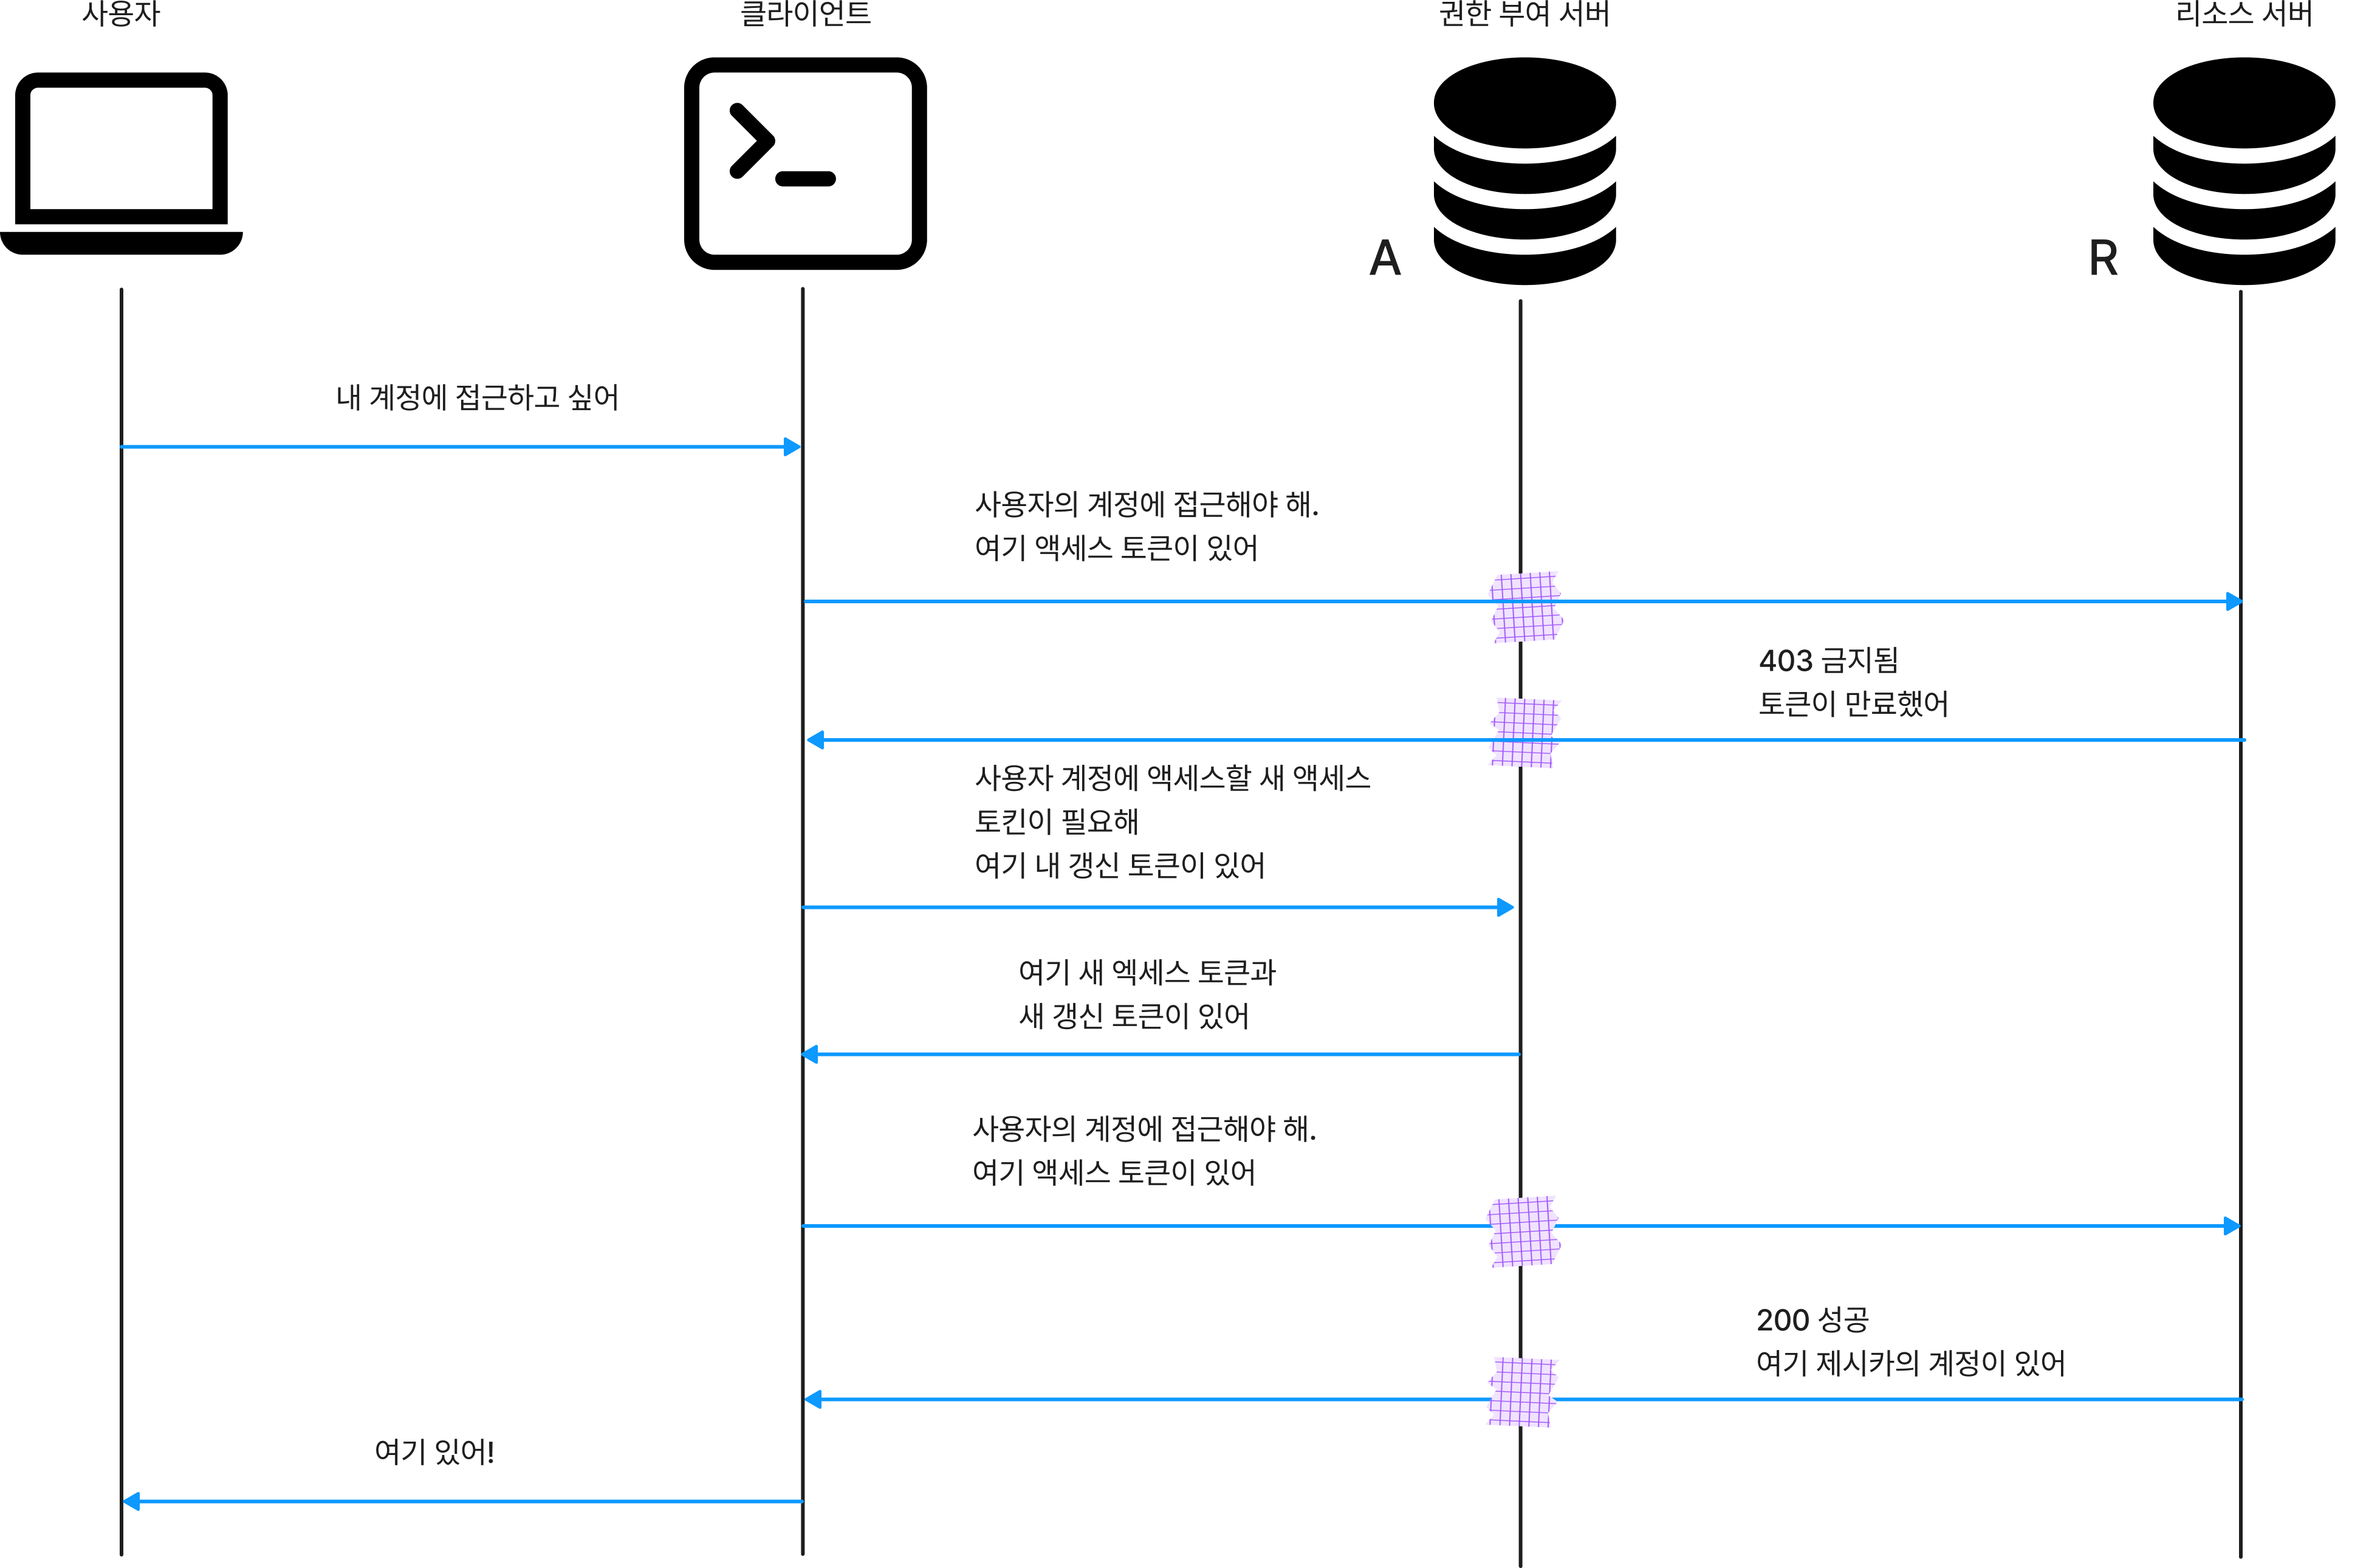 사용자
클라이언트
권한 부여 서버
리소스 서버
A
R
내 계정에 접근하고 싶어
사용자의 계정에 접근해야 해.
여기 액세스 토큰이 있어
403 금지됨
토큰이 만료했어
사용자 계정에 액세스할 새 액세스
토킨이 필요해
여기 내 갱신 토큰이 있어
여기 새 엑세스 토큰과
새 갱신 토큰이 있어
사용자의 계정에 접근해야 해.
여기 액세스 토큰이 있어
200 성공
여기 제시카의 계정이 있어
여기 있어!